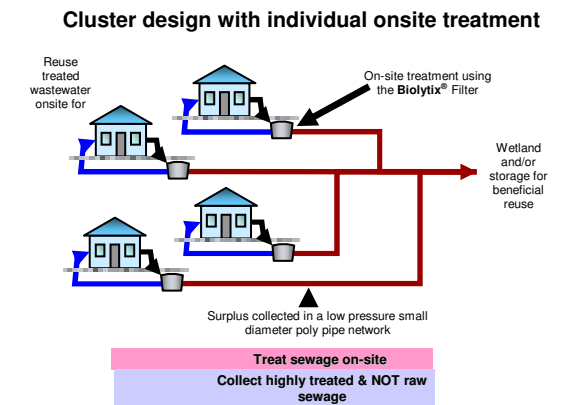 Cluster design with individual onsite treatment
Reuse
treated
wastewater
onsite for
On-site treatment using
the Biolytix® Filter
Wetland
and/or
storage for
beneficial
reuse
Surplus collected in a low pressure small
diameter poly pipe network
Treat sewage on-site
Collect highly treated & NOT raw
sewage